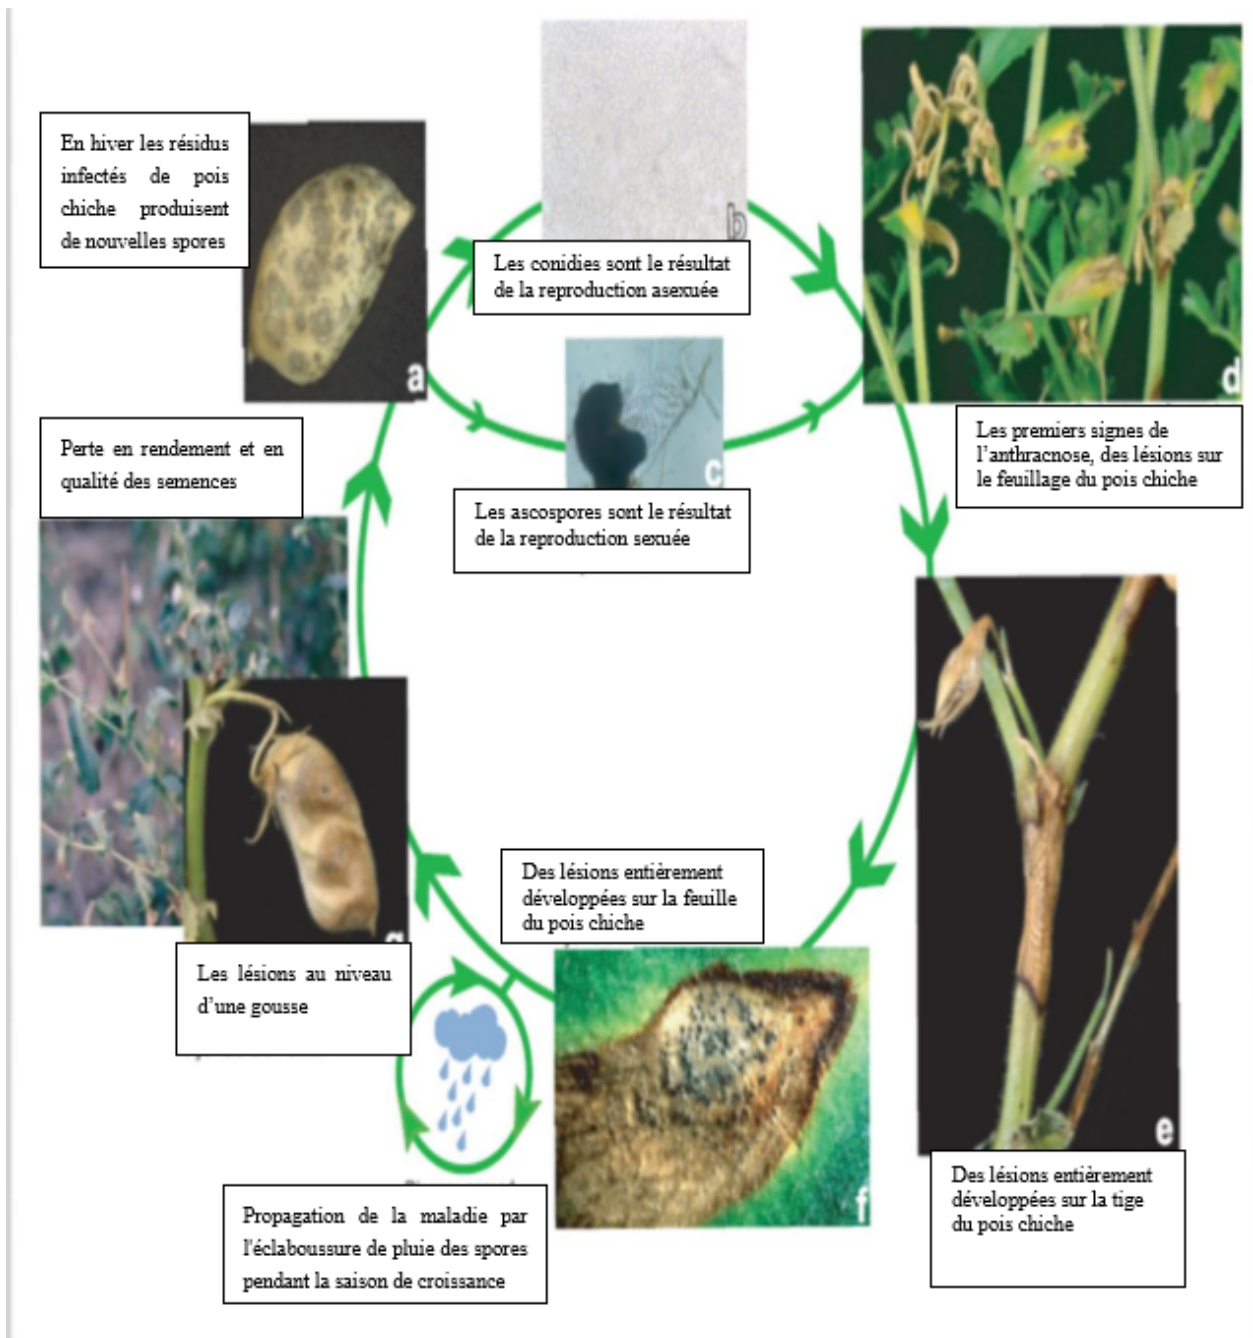 En hiver les résidus
infectés de pois
chiche produisent
de nouvelles spores
a
b
Les conidies sont le résultat
de la reproduction asexuée
c
Les ascospores sont le résultat
de la reproduction sexuée
d
Les premiers signes de
l'anthracnose, des lésions sur
le feuillage du pois chiche
Perte en rendement et en
qualité des semences
e
Des lésions entièrement
développées sur la tige
du pois chiche
Des lésions entièrement
développées sur la feuille
du pois chiche
f
g
Les lésions au niveau
d'une gousse
Propagation de la maladie par
l'éclaboussure de pluie des spores
pendant la saison de croissance